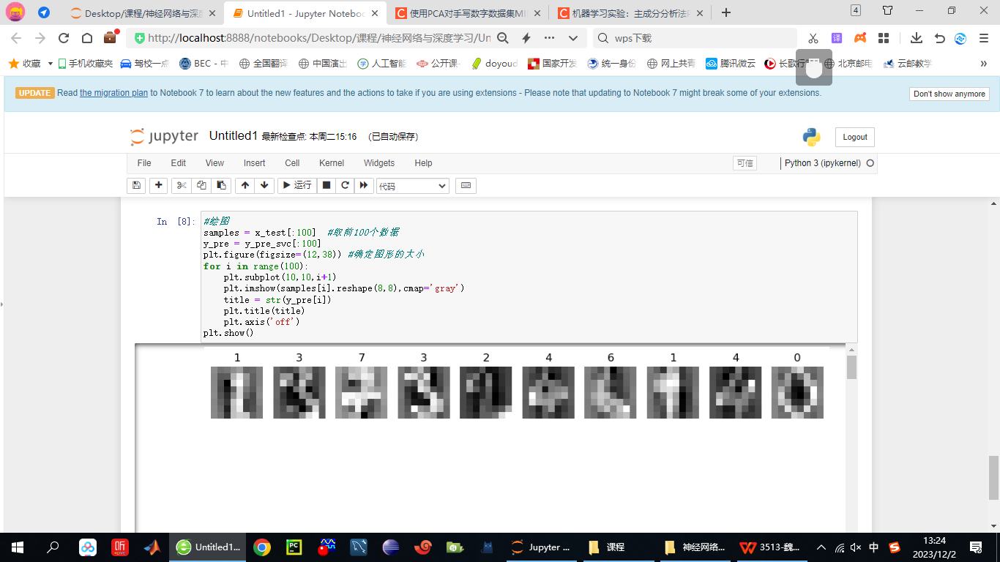 Desktop/课程/神经网络与深度
Untitled1 - Jupyter Notebo
使用PCA对手写数字数据集MI
机器学习实验：主成分分析法P
4
http://localhost:8888/notebooks/Desktop/课程/神经网络与深度学习/Un
wps下载
译
收藏
手机收藏夹
驾校一点
BEC - 中
全国翻译
中国演出
人工智能
公开课
doyoud
国家开发
统一身份
网上共青
腾讯微云
长歌行
北京邮电
云邮教学
UPDATE Read the migration plan to Notebook 7 to learn about the new features and the actions to take if you are using extensions - Please note that updating to Notebook 7 might break some of your extensions.
Don't show anymore
jupyter Untitled1 最新检查点: 本周二15:16 (已自动保存)
Logout
File Edit View Insert Cell Kernel Widgets Help
可信
Python 3 (ipykernel)
运行
代码
In [8]:
#绘图
samples = x_test[:100]  #取前100个数据
y_pre = y_pre_svc[:100]
plt.figure(figsize=(12,38)) #确定图形的大小
for i in range(100):
    plt.subplot(10,10,i+1)
    plt.imshow(samples[i].reshape(8,8),cmap='gray')
    title = str(y_pre[i])
    plt.title(title)
    plt.axis('off')
plt.show()
1 3 7 3 2 4 6 1 4 0
听
+LIVE
Untitled1...
PC
Jupyter ...
课程
神经网络...
3513-魏...
中
13:24
2023/12/2